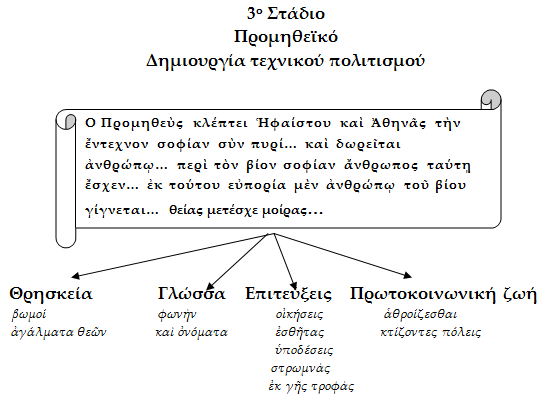 3ο Στάδιο
Προμηθεϊκό
Δημιουργία τεχνικού πολιτισμού
Ο Προμηθεὺς κλέπτει Ἡφαίστου καὶ Ἀθηνᾶς τὴν
ἔντεχνον σοφίαν σὺν πυρί... καὶ δωρεῖται
ἀνθρώπῳ... περὶ τὸν βίον σοφίαν ἄνθρωπος ταύτῃ
ἔσχεν... ἐκ τούτου εὐπορία μὲν ἀνθρώπῳ τοῦ βίου
γίγνεται... θείας μετέσχε μοίρας...
Θρησκεία
βωμοί
ἀγάλματα θεῶν
Γλώσσα
φωνὴν
καὶ ὀνόματα
Επιτεύξεις
οἰκήσεις
ἐσθῆτας
ὑποδέσεις
στρωμνὰς
ἐκ γῆς τροφὰς
Πρωτοκοινωνική ζωή
ἁθροίζεσθαι
κτίζοντες πόλεις